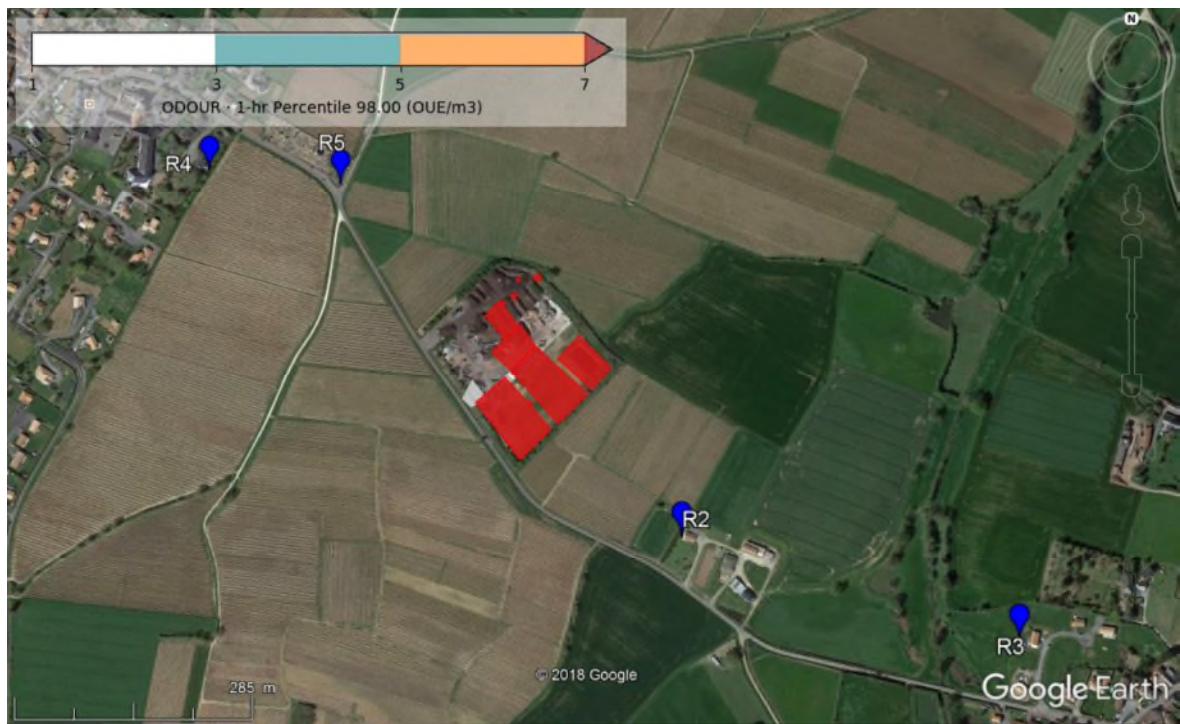 N
1 3 5 7
ODOUR - 1-hr Percentile 98.00 (OUE/m3)
R5
R4
R2
R3
© 2018 Google
285 m
Google Earth